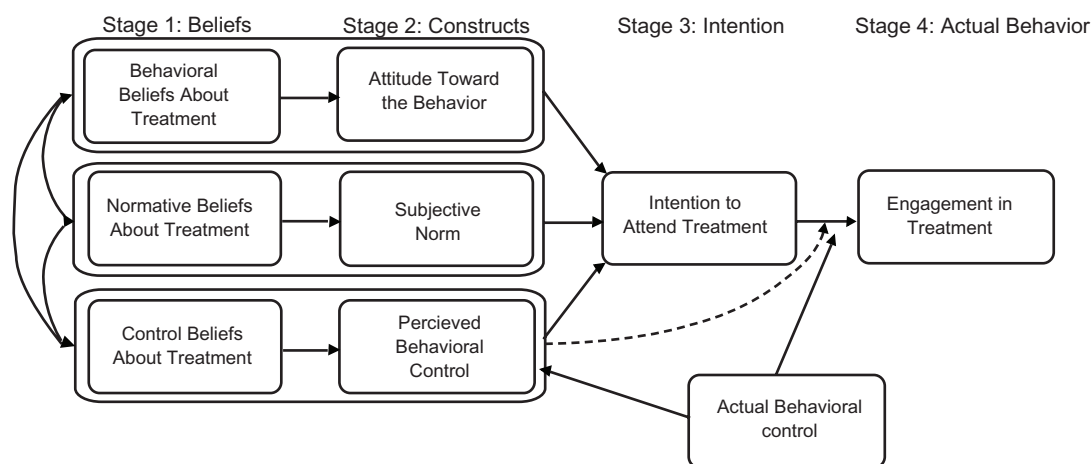 Stage 1: Beliefs
Stage 2: Constructs
Stage 3: Intention
Stage 4: Actual Behavior
Behavioral
Beliefs About
Treatment
Attitude Toward
the Behavior
Normative Beliefs
About Treatment
Subjective
Norm
Intention to
Attend Treatment
Engagement in
Treatment
Control Beliefs
About Treatment
Percieved
Behavioral
Control
Actual Behavioral
control